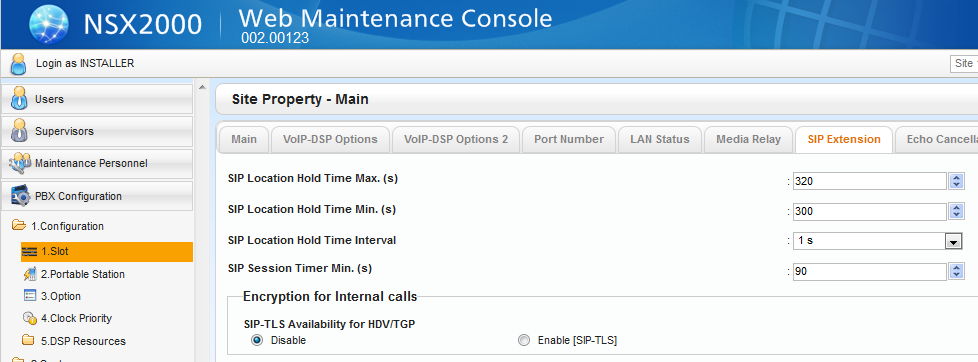 NSX2000
Web Maintenance Console
002.00123
Login as INSTALLER
Site
Users
Supervisors
Maintenance Personnel
PBX Configuration
1.Configuration
1.Slot
2.Portable Station
3.Option
4.Clock Priority
5.DSP Resources
Site Property - Main
Main
VoIP-DSP Options
VoIP-DSP Options 2
Port Number
LAN Status
Media Relay
SIP Extension
Echo Cancella
SIP Location Hold Time Max. (s)
: 320
SIP Location Hold Time Min. (s)
: 300
SIP Location Hold Time Interval
: 1 s
SIP Session Timer Min. (s)
: 90
Encryption for Internal calls
SIP-TLS Availability for HDV/TGP
Disable
Enable [SIP-TLS]